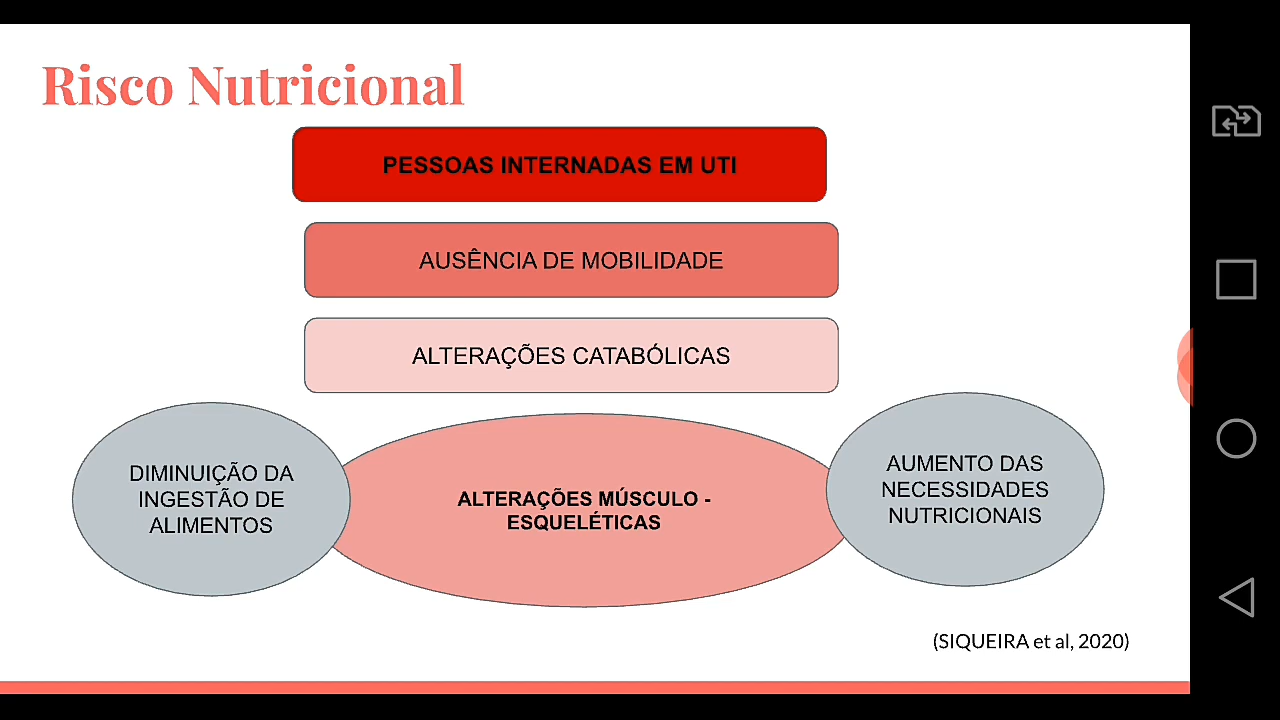 Risco Nutricional
PESSOAS INTERNADAS EM UTI
AUSÊNCIA DE MOBILIDADE
ALTERAÇÕES CATABÓLICAS
DIMINUIÇÃO DA
INGESTÃO DE
ALIMENTOS
ALTERAÇÕES MÚSCULO -
ESQUELÉTICAS
AUMENTO DAS
NECESSIDADES
NUTRICIONAIS
(SIQUEIRA et al, 2020)